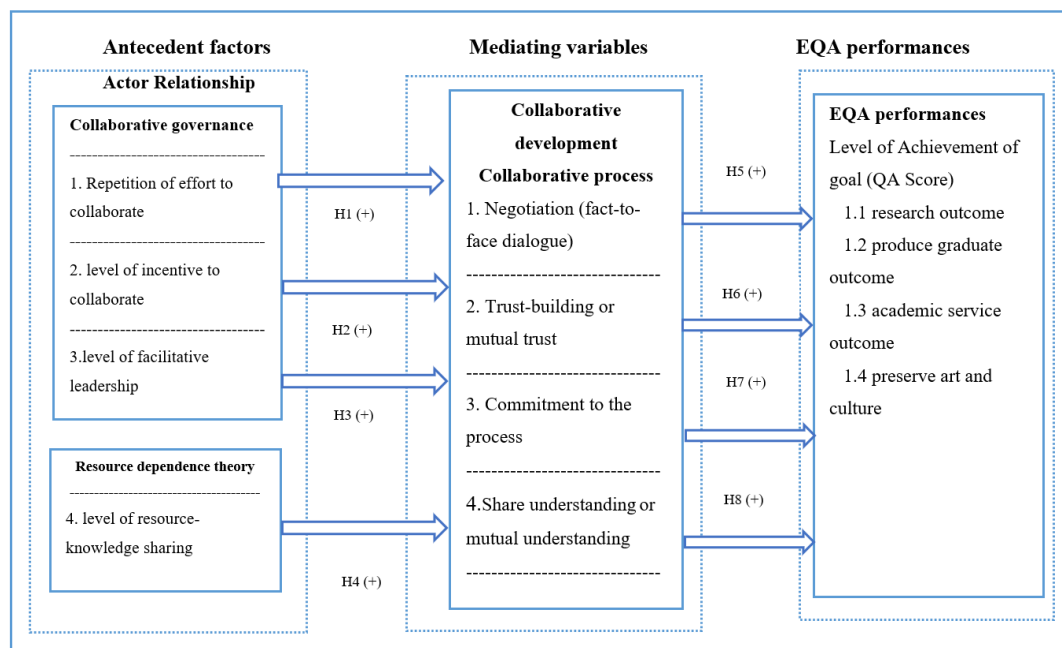 Antecedent factors
Mediating variables
EQA performances
Actor Relationship
Collaborative governance
1. Repetition of effort to
collaborate
2. level of incentive to
collaborate
3.level of facilitative
leadership
Resource dependence theory
4. level of resource-
knowledge sharing
H1 (+)
H2 (+)
H3 (+)
H4 (+)
Collaborative
development
Collaborative process
1. Negotiation (fact-to-
face dialogue)
2. Trust-building or
mutual trust
3. Commitment to the
process
4.Share understanding or
mutual understanding
H5 (+)
H6 (+)
H7 (+)
H8 (+)
EQA performances
Level of Achievement of
goal (QA Score)
1.1 research outcome
1.2 produce graduate
outcome
1.3 academic service
outcome
1.4 preserve art and
culture